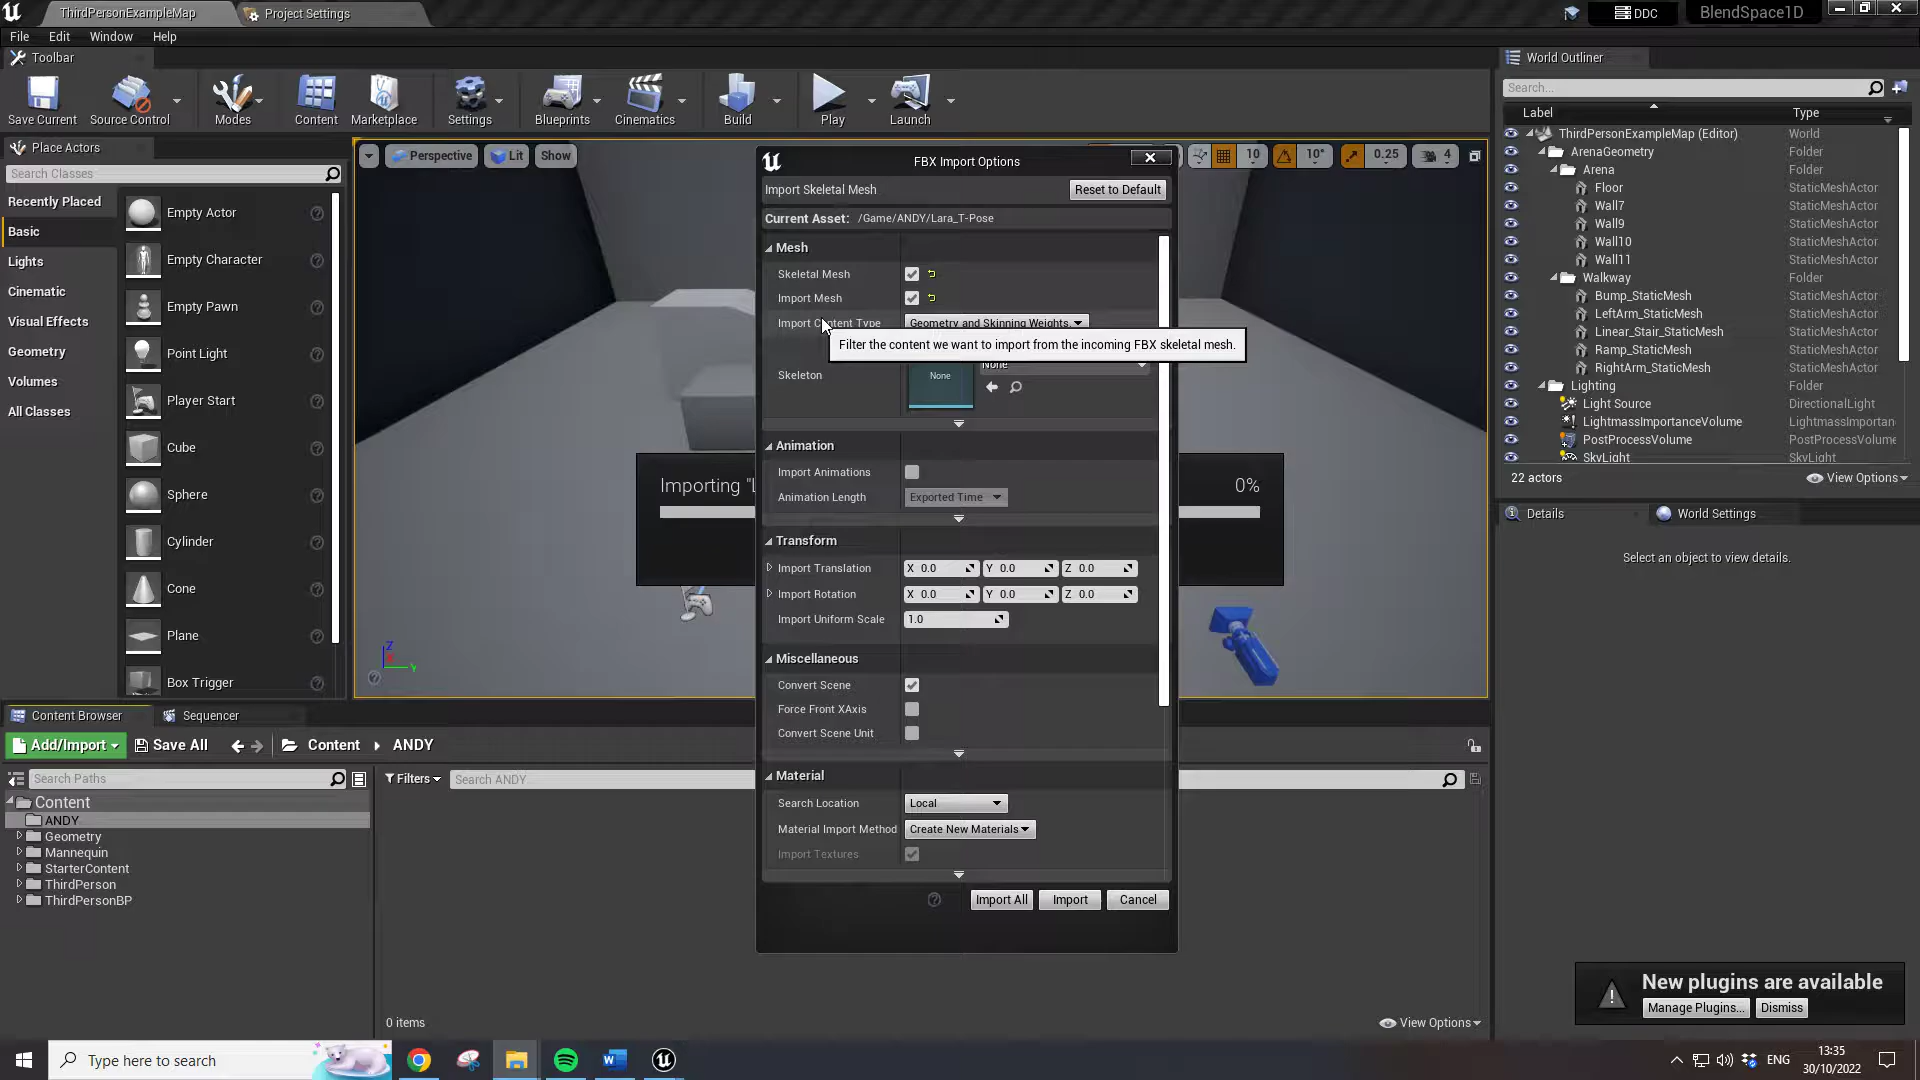 ThirdPersonExampleMap
Project Settings
DDC
BlendSpace1D
File Edit Window Help
Toolbar
World Outliner
Save Current
Source Control
Modes
Content
Marketplace
Settings
Blueprints
Cinematics
Build
Play
Launch
Search...
Label
Type
Place Actors
Search Classes
Recently Placed
Basic
Lights
Cinematic
Visual Effects
Geometry
Volumes
All Classes
Empty Actor
Empty Character
Empty Pawn
Point Light
Player Start
Cube
Sphere
Cylinder
Cone
Plane
Box Trigger
Perspective
Lit
Show
10
10°
0.25
4
Z
Y
FBX Import Options
Import Skeletal Mesh
Reset to Default
Current Asset: /Game/ANDY/Lara_T-Pose
Mesh
Skeletal Mesh
Import Mesh
Import Content Type Geometry and Skinning Weights.
Filter the content we want to import from the incoming FBX skeletal mesh.
Skeleton
None
None
Animation
Import Animations
Animation Length Exported Time
Transform
Import Translation X 0.0 Y 0.0 Z 0.0
Import Rotation X 0.0 Y 0.0 Z 0.0
Import Uniform Scale 1.0
Miscellaneous
Convert Scene
Force Front XAxis
Convert Scene Unit
Material
Search Location Local
Material Import Method Create New Materials
Import Textures
Import All
Import
Cancel
Importing "L
0%
ThirdPersonExampleMap (Editor) World
ArenaGeometry Folder
Arena Folder
Floor StaticMeshActor
Wall7 StaticMeshActor
Wall9 StaticMeshActor
Wall10 StaticMeshActor
Wall11 StaticMeshActor
Walkway Folder
Bump_StaticMesh StaticMeshActor
LeftArm_StaticMesh StaticMeshActor
Linear_Stair_StaticMesh StaticMeshActor
Ramp_StaticMesh StaticMeshActor
RightArm_StaticMesh StaticMeshActor
Lighting Folder
Light Source DirectionalLight
LightmassImportanceVolume LightmassImportan
PostProcessVolume PostProcessVolume
SkyLight SkyLight
22 actors
View Options
Details
World Settings
Select an object to view details.
Content Browser
Sequencer
Add/Import
Save All
Content
ANDY
Search Paths
Filters
Search ANDY
Content
ANDY
Geometry
Mannequin
StarterContent
ThirdPerson
ThirdPersonBP
0 items
View Options
New plugins are available
Manage Plugins...
Dismiss
Type here to search
ENG
13:35
30/10/2022